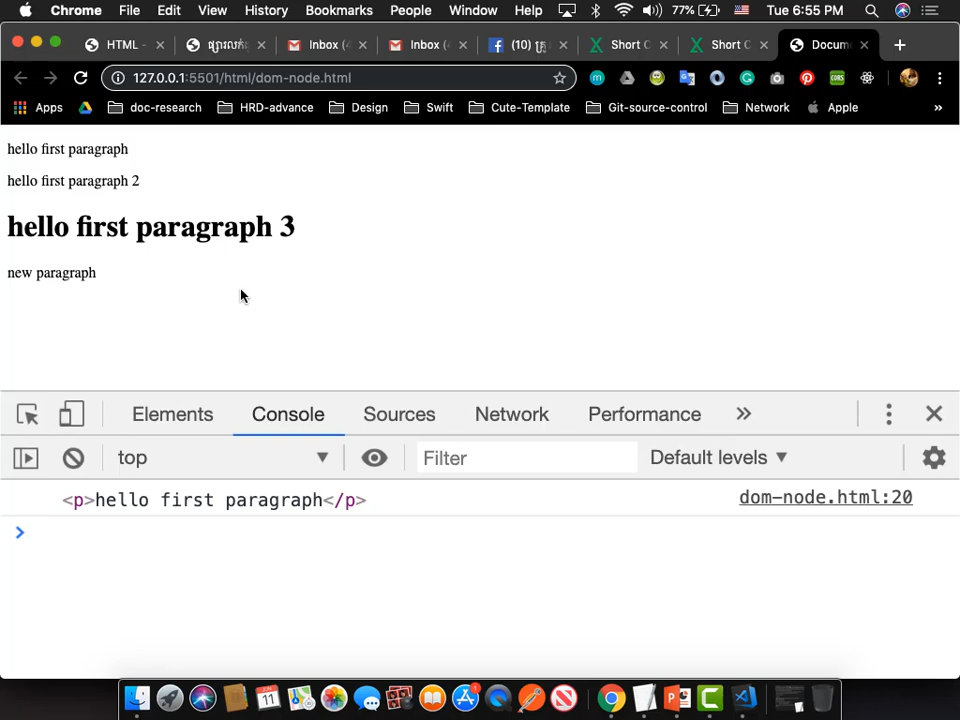 Chrome File Edit View History Bookmarks People Window Help 77% Tue 6:55 PM
HTML - Inbox (4 Inbox (4 (10) Short C Short C Docum
127.0.0.1:5501/html/dom-node.html
Apps doc-research HRD-advance Design Swift Cute-Template Git-source-control Network Apple »
hello first paragraph
hello first paragraph 2
hello first paragraph 3
new paragraph
Elements Console Sources Network Performance »
top Filter Default levels
<p>hello first paragraph</p> dom-node.html:20